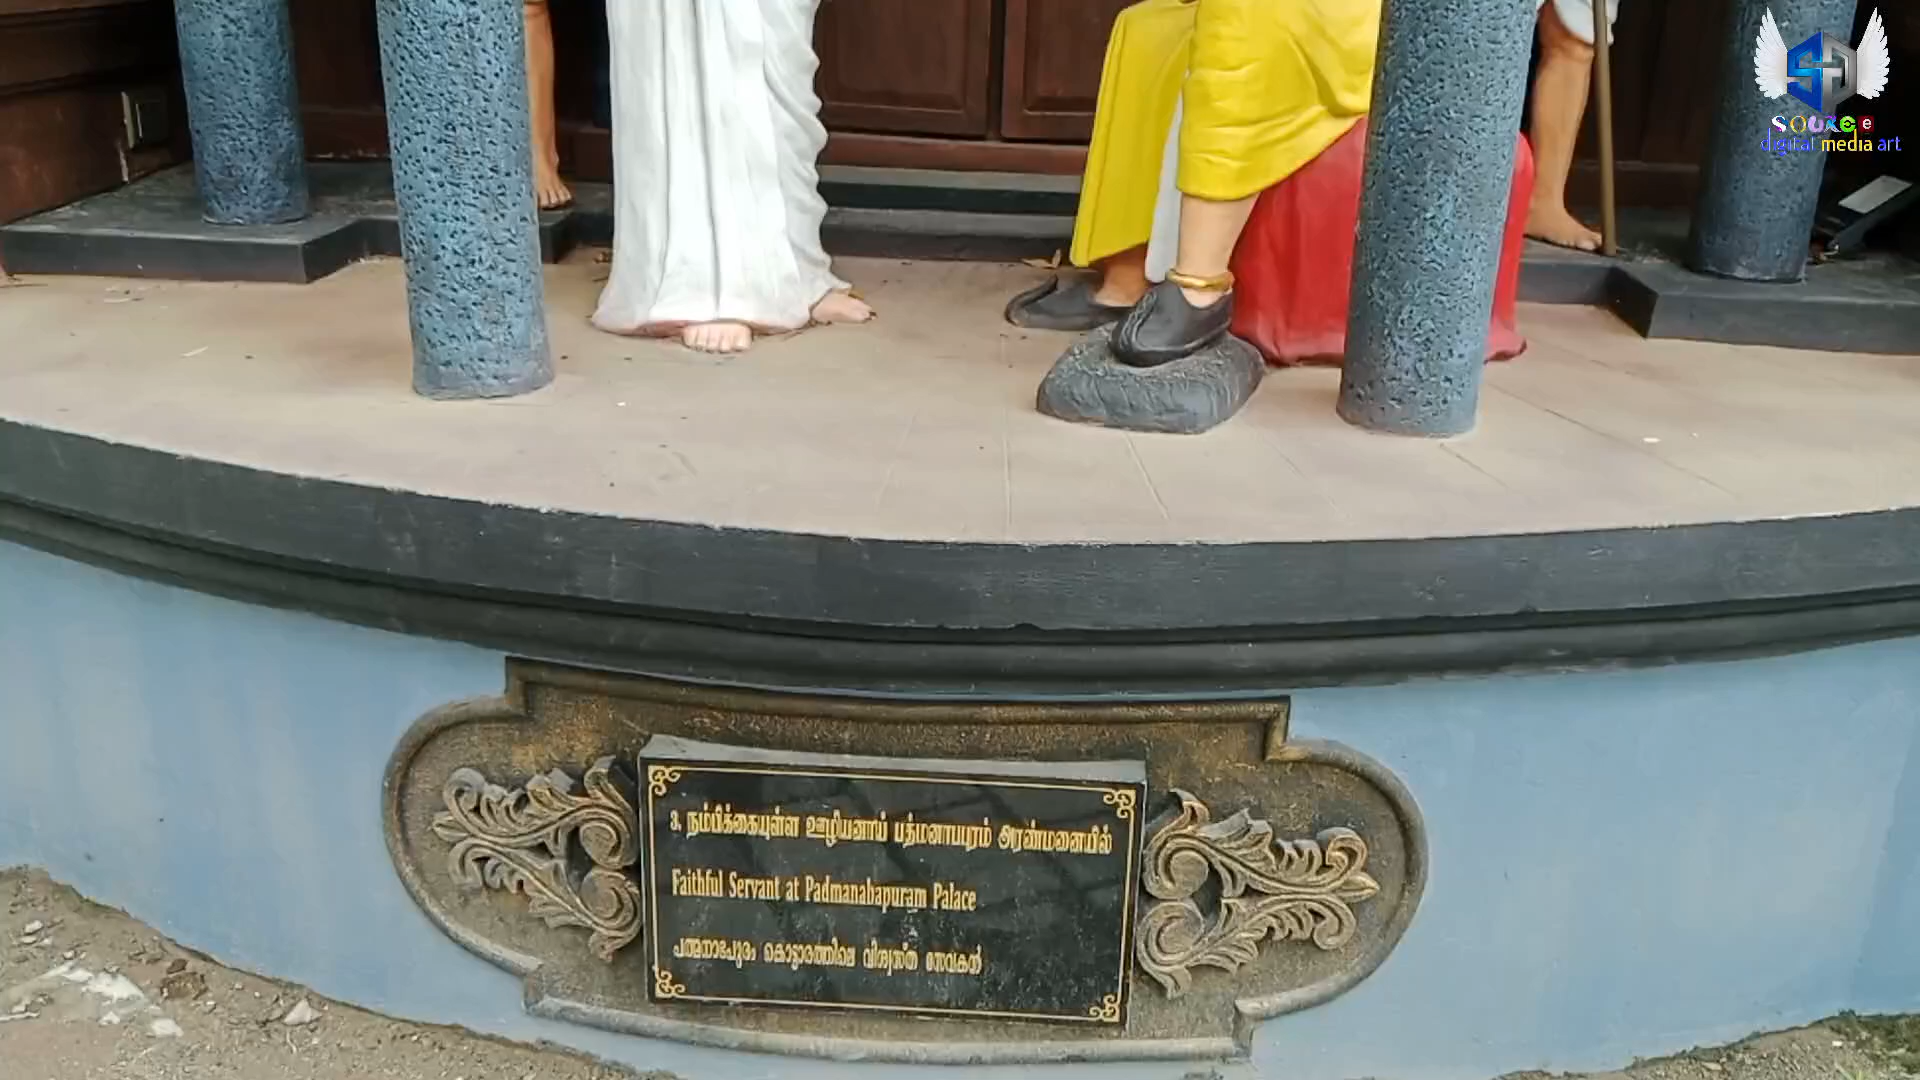 SOURCE
digital media art
3. நம்பிக்கையுள்ள ஊழியனாய் பத்மனாபபுரம் அரண்மனையில்
Faithful Servant at Padmanabapuram Palace
പത്മനാഭപുരം കൊട്ടാരത്തിലെ വിശ്വസ്ത സേവകൻ